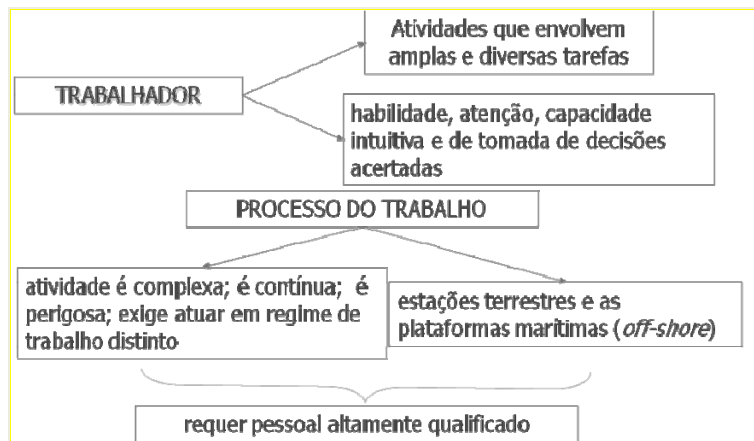 Atividades que envolvem
amplas e diversas tarefas
TRABALHADOR
habilidade, atenção, capacidade
intuitiva e de tomada de decisões
acertadas
PROCESSO DO TRABALHO
atividade é complexa; é contínua; é
perigosa; exige atuar em regime de
trabalho distinto
estações terrestres e as
plataformas marítimas (off-shore)
requer pessoal altamente qualificado